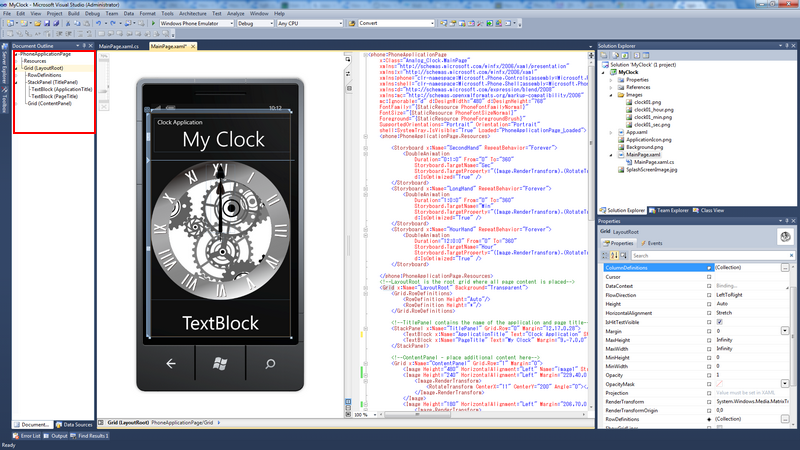 MyClock - Microsoft Visual Studio (Administrator)
File Edit View Project Build Debug Team Data Format Tools Architecture Test Analyze Window Help
Windows Phone Emulator Debug Any CPU Convert
Document Outline
PhoneApplicationPage
Resources
Grid (LayoutRoot)
RowDefinitions
StackPanel (TitlePanel)
TextBlock (ApplicationTitle)
TextBlock (PageTitle)
Grid (ContentPanel)
Server Explorer
Toolbox
Document...
Data Sources
MainPage.xaml.cs MainPage.xaml*
10:12
Clock Application
My Clock
XII
TextBlock
<phone:PhoneApplicationPage
x:Class="Analog_Clock.MainPage"
xmlns="http://schemas.microsoft.com/winfx/2006/xaml/presentation"
xmlns:x="http://schemas.microsoft.com/winfx/2006/xaml"
xmlns:phone="clr-namespace:Microsoft.Phone.Controls;assembly=Microsoft
xmlns:shell="clr-namespace:Microsoft.Phone.Shell;assembly=Microsoft.Ph
xmlns:d="http://schemas.microsoft.com/expression/blend/2008"
xmlns:mc="http://schemas.openxmlformats.org/markup-compatibility/2006"
mc:Ignorable="d" d:DesignWidth="480" d:DesignHeight="768"
FontFamily="{StaticResource PhoneFontFamilyNormal}"
FontSize="{StaticResource PhoneFontSizeNormal}"
Foreground="{StaticResource PhoneForegroundBrush}"
SupportedOrientations="Portrait" Orientation="Portrait"
shell:SystemTray.IsVisible="True" Loaded="PhoneApplicationPage_Loaded">
<phone:PhoneApplicationPage.Resources>
<Storyboard x:Name="SecondHand" RepeatBehavior="Forever">
<DoubleAnimation
Duration="0:1:0" From="0" To="360"
Storyboard.TargetName="Sec"
Storyboard.TargetProperty="(Image.RenderTransform).(RotateT
d:IsOptimized="True" />
</Storyboard>
<Storyboard x:Name="LongHand" RepeatBehavior="Forever">
<DoubleAnimation
Duration="1:0:0" From="0" To="360"
Storyboard.TargetName="Min"
Storyboard.TargetProperty="(Image.RenderTransform).(RotateT
d:IsOptimized="True" />
</Storyboard>
<Storyboard x:Name="HourHand" RepeatBehavior="Forever">
<DoubleAnimation
Duration="12:0:0" From="0" To="360"
Storyboard.TargetName="Hour"
Storyboard.TargetProperty="(Image.RenderTransform).(RotateT
d:IsOptimized="True" />
</Storyboard>
</phone:PhoneApplicationPage.Resources>
<!--LayoutRoot is the root grid where all page content is placed-->
<Grid x:Name="LayoutRoot" Background="Transparent">
<Grid.RowDefinitions>
<RowDefinition Height="Auto"/>
<RowDefinition Height="*"/>
</Grid.RowDefinitions>
<!--TitlePanel contains the name of the application and page title--
<StackPanel x:Name="TitlePanel" Grid.Row="0" Margin="12,17,0,28">
<TextBlock x:Name="ApplicationTitle" Text="Clock Application" S
<TextBlock x:Name="PageTitle" Text="My Clock" Margin="9,-7,0,0"
</StackPanel>
<!--ContentPanel - place additional content here-->
<Grid x:Name="ContentPanel" Grid.Row="1" Margin="0">
<Image Height="480" HorizontalAlignment="Left" Name="image1" St
<Image Height="240" HorizontalAlignment="Left" Margin="229,40,0
<Image.RenderTransform>
<RotateTransform CenterX="11" CenterY="200" Angle="0"></
</Image.RenderTransform>
</Image>
<Image Height="180" HorizontalAlignment="Left" Margin="206,70,0
<Image.RenderTransform>
100 %
Grid (LayoutRoot) PhoneApplicationPage/Grid
Solution Explorer
Solution 'MyClock' (1 project)
MyClock
Properties
References
Images
clock01.png
clock01_hour.png
clock01_min.png
clock01_sec.png
App.xaml
ApplicationIcon.png
Background.png
MainPage.xaml
MainPage.xaml.cs
SplashScreenImage.jpg
Solution Explorer Team Explorer Class View
Properties
Grid LayoutRoot
Properties Events
Search
ColumnDefinitions (Collection)
Cursor
DataContext Binding...
FlowDirection LeftToRight
Height Auto
HorizontalAlignment Stretch
IsHitTestVisible
Margin 0
MaxHeight Infinity
MaxWidth Infinity
MinHeight 0
MinWidth 0
Opacity 1
OpacityMask
Projection Value must be set in XAML
RenderTransform System.Windows.Media.MatrixT
RenderTransformOrigin 0,0
RowDefinitions (Collection)
ShowGridLines
Error List Output Find Results 1
Ready